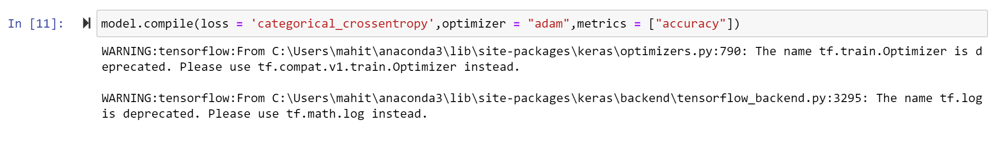 In [11]: model.compile(loss = 'categorical_crossentropy',optimizer = "adam",metrics = ["accuracy"])
WARNING:tensorflow:From C:\Users\mahit\anaconda3\lib\site-packages\keras\optimizers.py:790: The name tf.train.Optimizer is d
eprecated. Please use tf.compat.v1.train.Optimizer instead.
WARNING:tensorflow:From C:\Users\mahit\anaconda3\lib\site-packages\keras\backend\tensorflow_backend.py:3295: The name tf.log
is deprecated. Please use tf.math.log instead.